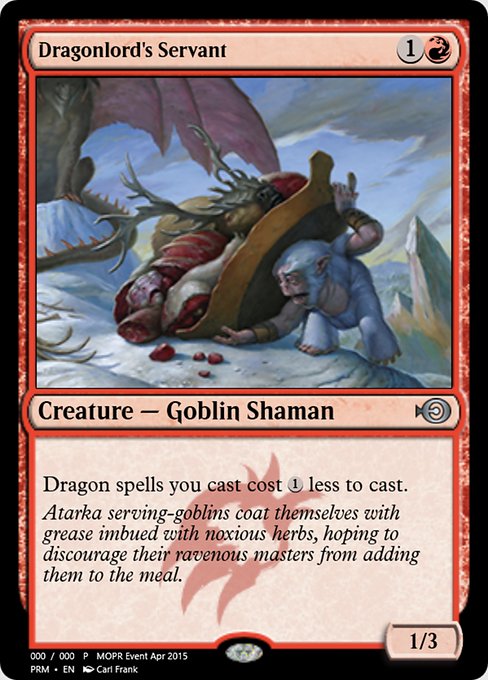 Dragonlord's Servant
1
Creature — Goblin Shaman
Dragon spells you cast cost 1 less to cast.
Atarka serving-goblins coat themselves with
grease imbued with noxious herbs, hoping to
discourage their ravenous masters from adding
them to the meal.
1/3
000 / 000 P MOPR Event Apr 2015
PRM • EN Carl Frank